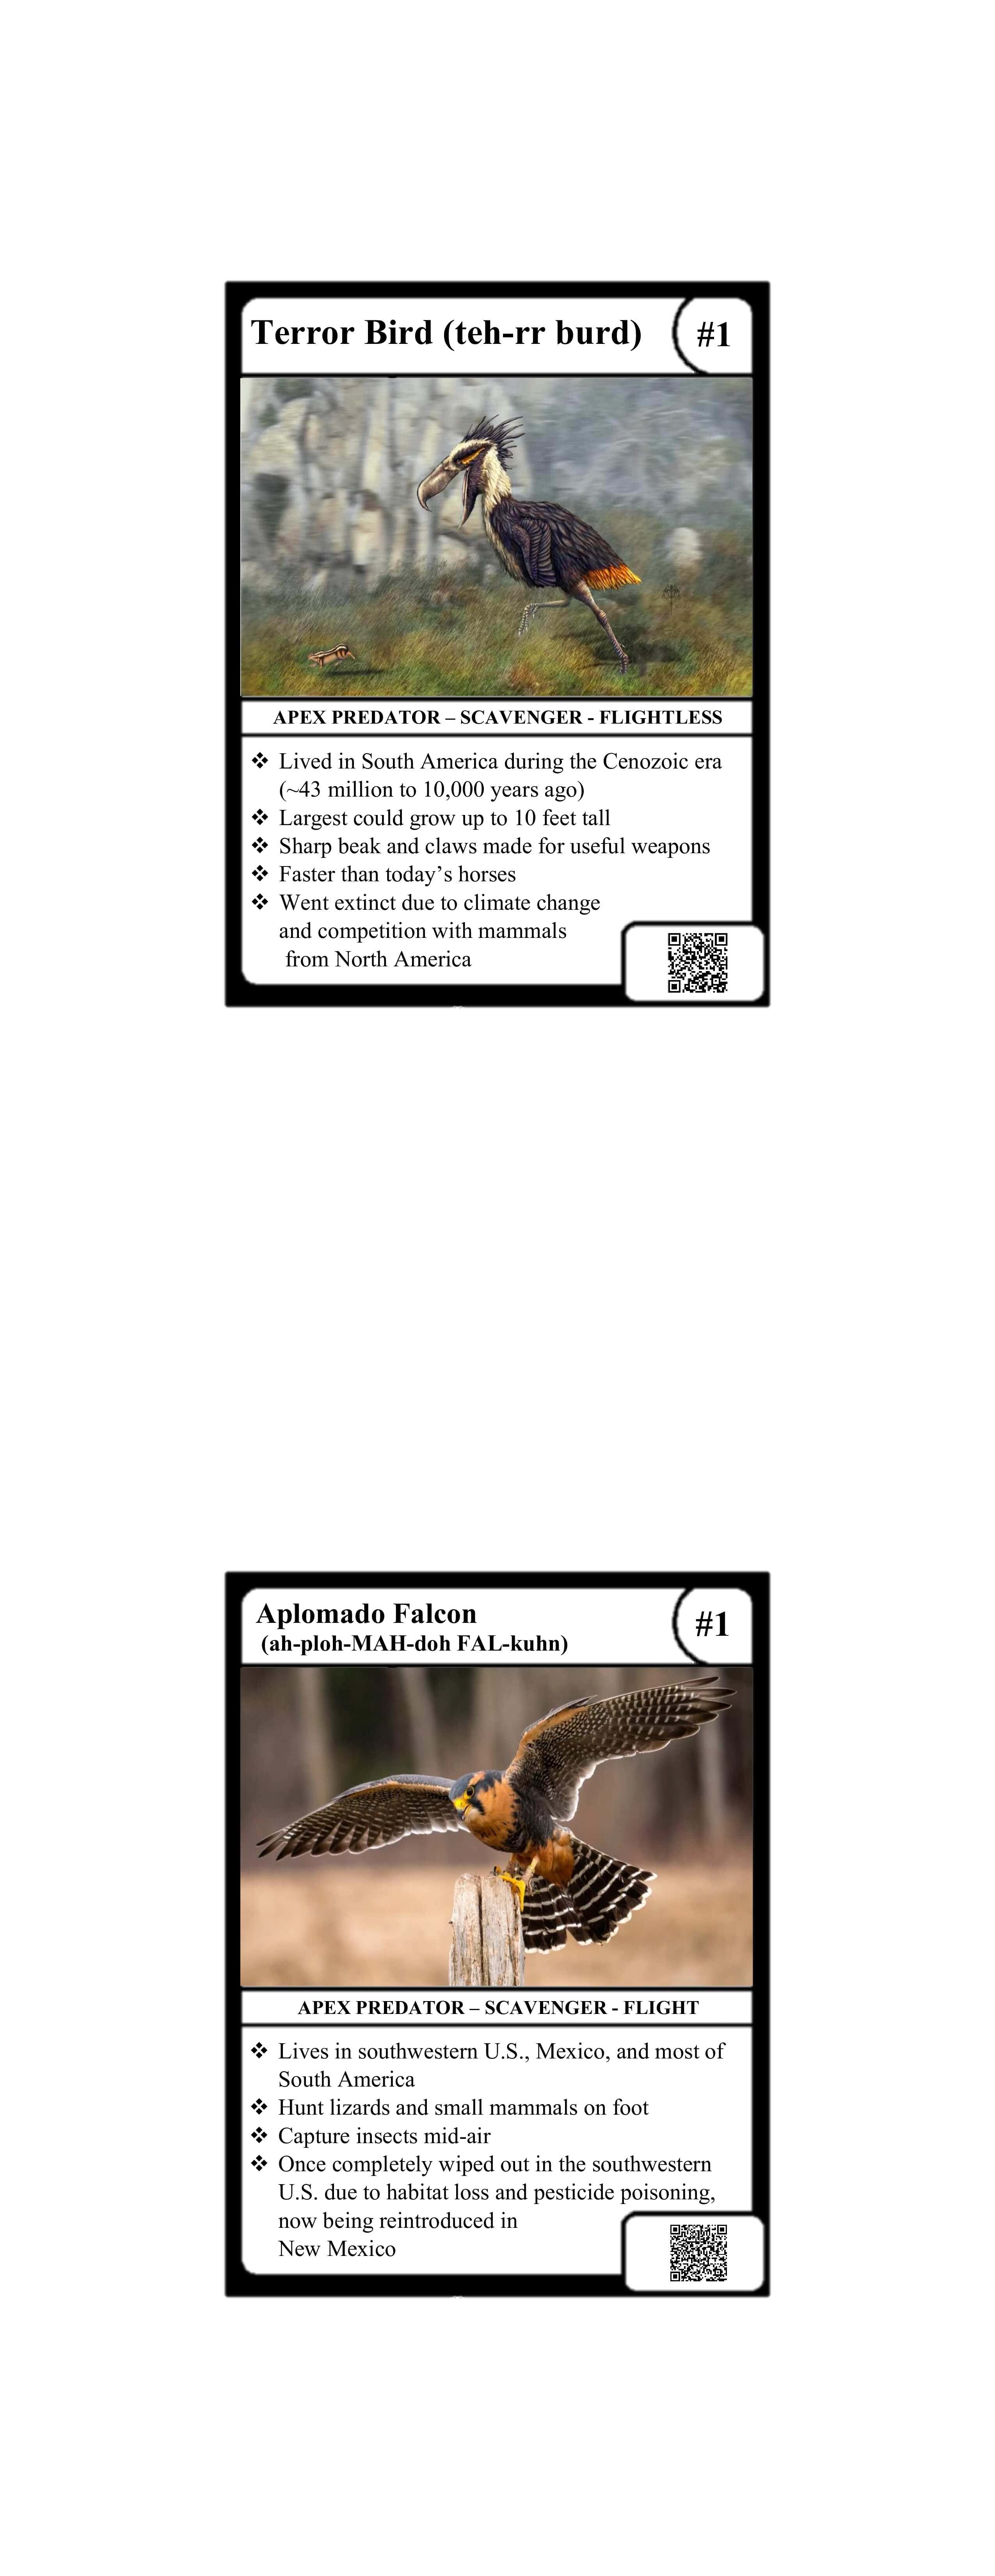 Terror Bird (teh-rr burd)
#1
APEX PREDATOR – SCAVENGER - FLIGHTLESS
❖ Lived in South America during the Cenozoic era
(~43 million to 10,000 years ago)
❖ Largest could grow up to 10 feet tall
❖ Sharp beak and claws made for useful weapons
❖ Faster than today’s horses
❖ Went extinct due to climate change
and competition with mammals
from North America
Aplomado Falcon
(ah-ploh-MAH-doh FAL-kuhn)
#1
APEX PREDATOR – SCAVENGER - FLIGHT
❖ Lives in southwestern U.S., Mexico, and most of
South America
❖ Hunt lizards and small mammals on foot
❖ Capture insects mid-air
❖ Once completely wiped out in the southwestern
U.S. due to habitat loss and pesticide poisoning,
now being reintroduced in
New Mexico